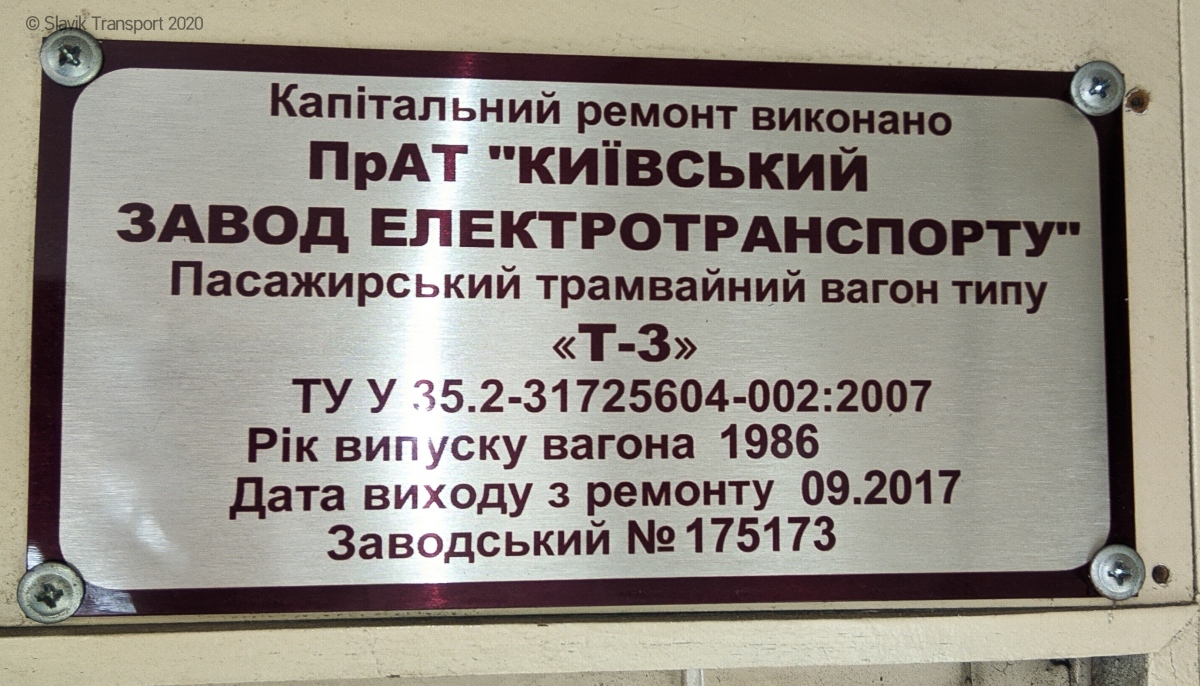 © Slavik Transport 2020
Капітальний ремонт виконано
ПрАТ "КИЇВСЬКИЙ
ЗАВОД ЕЛЕКТРОТРАНСПОРТУ"
Пасажирський трамвайний вагон типу
«Т-3»
ТУ У 35.2-31725604-002:2007
Рік випуску вагона 1986
Дата виходу з ремонту 09.2017
Заводський № 175173